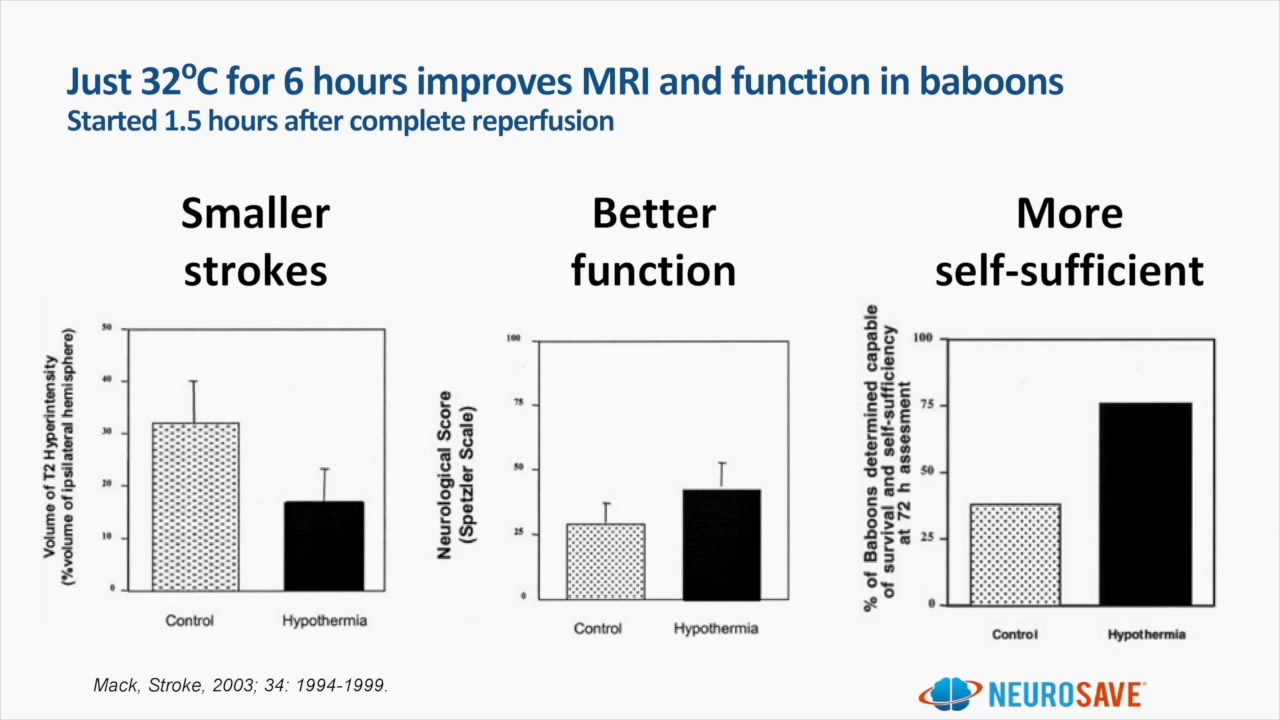 Just 32⁰C for 6 hours improves MRI and function in baboons
Started 1.5 hours after complete reperfusion
Smaller
strokes
Better
function
More
self-sufficient
Volume of T2 Hyperintensity
(%volume of ipsilateral hemisphere)
50
40
30
20
10
0
Control
Hypothermia
Neurological Score
(Spetzler Scale)
100
75
50
25
0
Control
Hypothermia
% of Baboons determined capable
of survival and self-sufficiency
at 72 h assesment
100
75
50
25
0
Control
Hypothermia
Mack, Stroke, 2003; 34: 1994-1999.
NEUROSAVE™